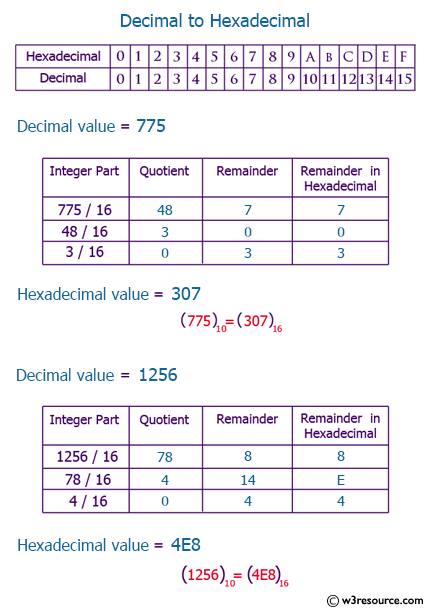 Decimal to Hexadecimal
Hexadecimal 0 1 2 3 4 5 6 7 8 9 A B C D E F
Decimal 0 1 2 3 4 5 6 7 8 9 10 11 12 13 14 15
Decimal value = 775
Integer Part Quotient Remainder Remainder in
Hexadecimal
775 / 16 48 7 7
48 / 16 3 0 0
3 / 16 0 3 3
Hexadecimal value = 307
(775)10=(307)16
Decimal value = 1256
Integer Part Quotient Remainder Remainder in
Hexadecimal
1256 / 16 78 8 8
78 / 16 4 14 E
4 / 16 0 4 4
Hexadecimal value = 4E8
(1256)10=(4E8)16
© w3resource.com